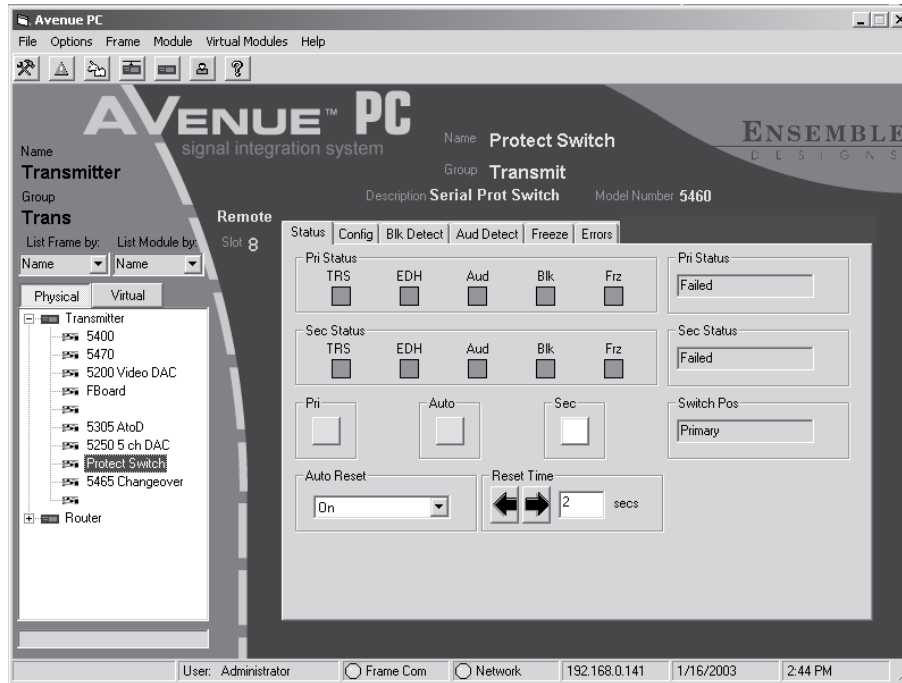 Avenue PC
File Options Frame Module Virtual Modules Help
AVENUE™ PC
signal integration system
ENSEMBLE
DESIGNS
Name Protect Switch
Group Transmit
Description Serial Prot Switch Model Number 5460
Name
Transmitter
Group
Trans
Remote
Slot 8
List Frame by: List Module by:
Name Name
Physical Virtual
Transmitter
5400
5470
5200 Video DAC
FBoard
5305 AtoD
5250 5 ch DAC
Protect Switch
5465 Changeover
Router
Status Config Blk Detect Aud Detect Freeze Errors
Pri Status
TRS EDH Aud Blk Frz
Pri Status
Failed
Sec Status
TRS EDH Aud Blk Frz
Sec Status
Failed
Pri Auto Sec
Switch Pos
Primary
Auto Reset
On
Reset Time
2 secs
User: Administrator Frame Com Network 192.168.0.141 1/16/2003 2:44 PM